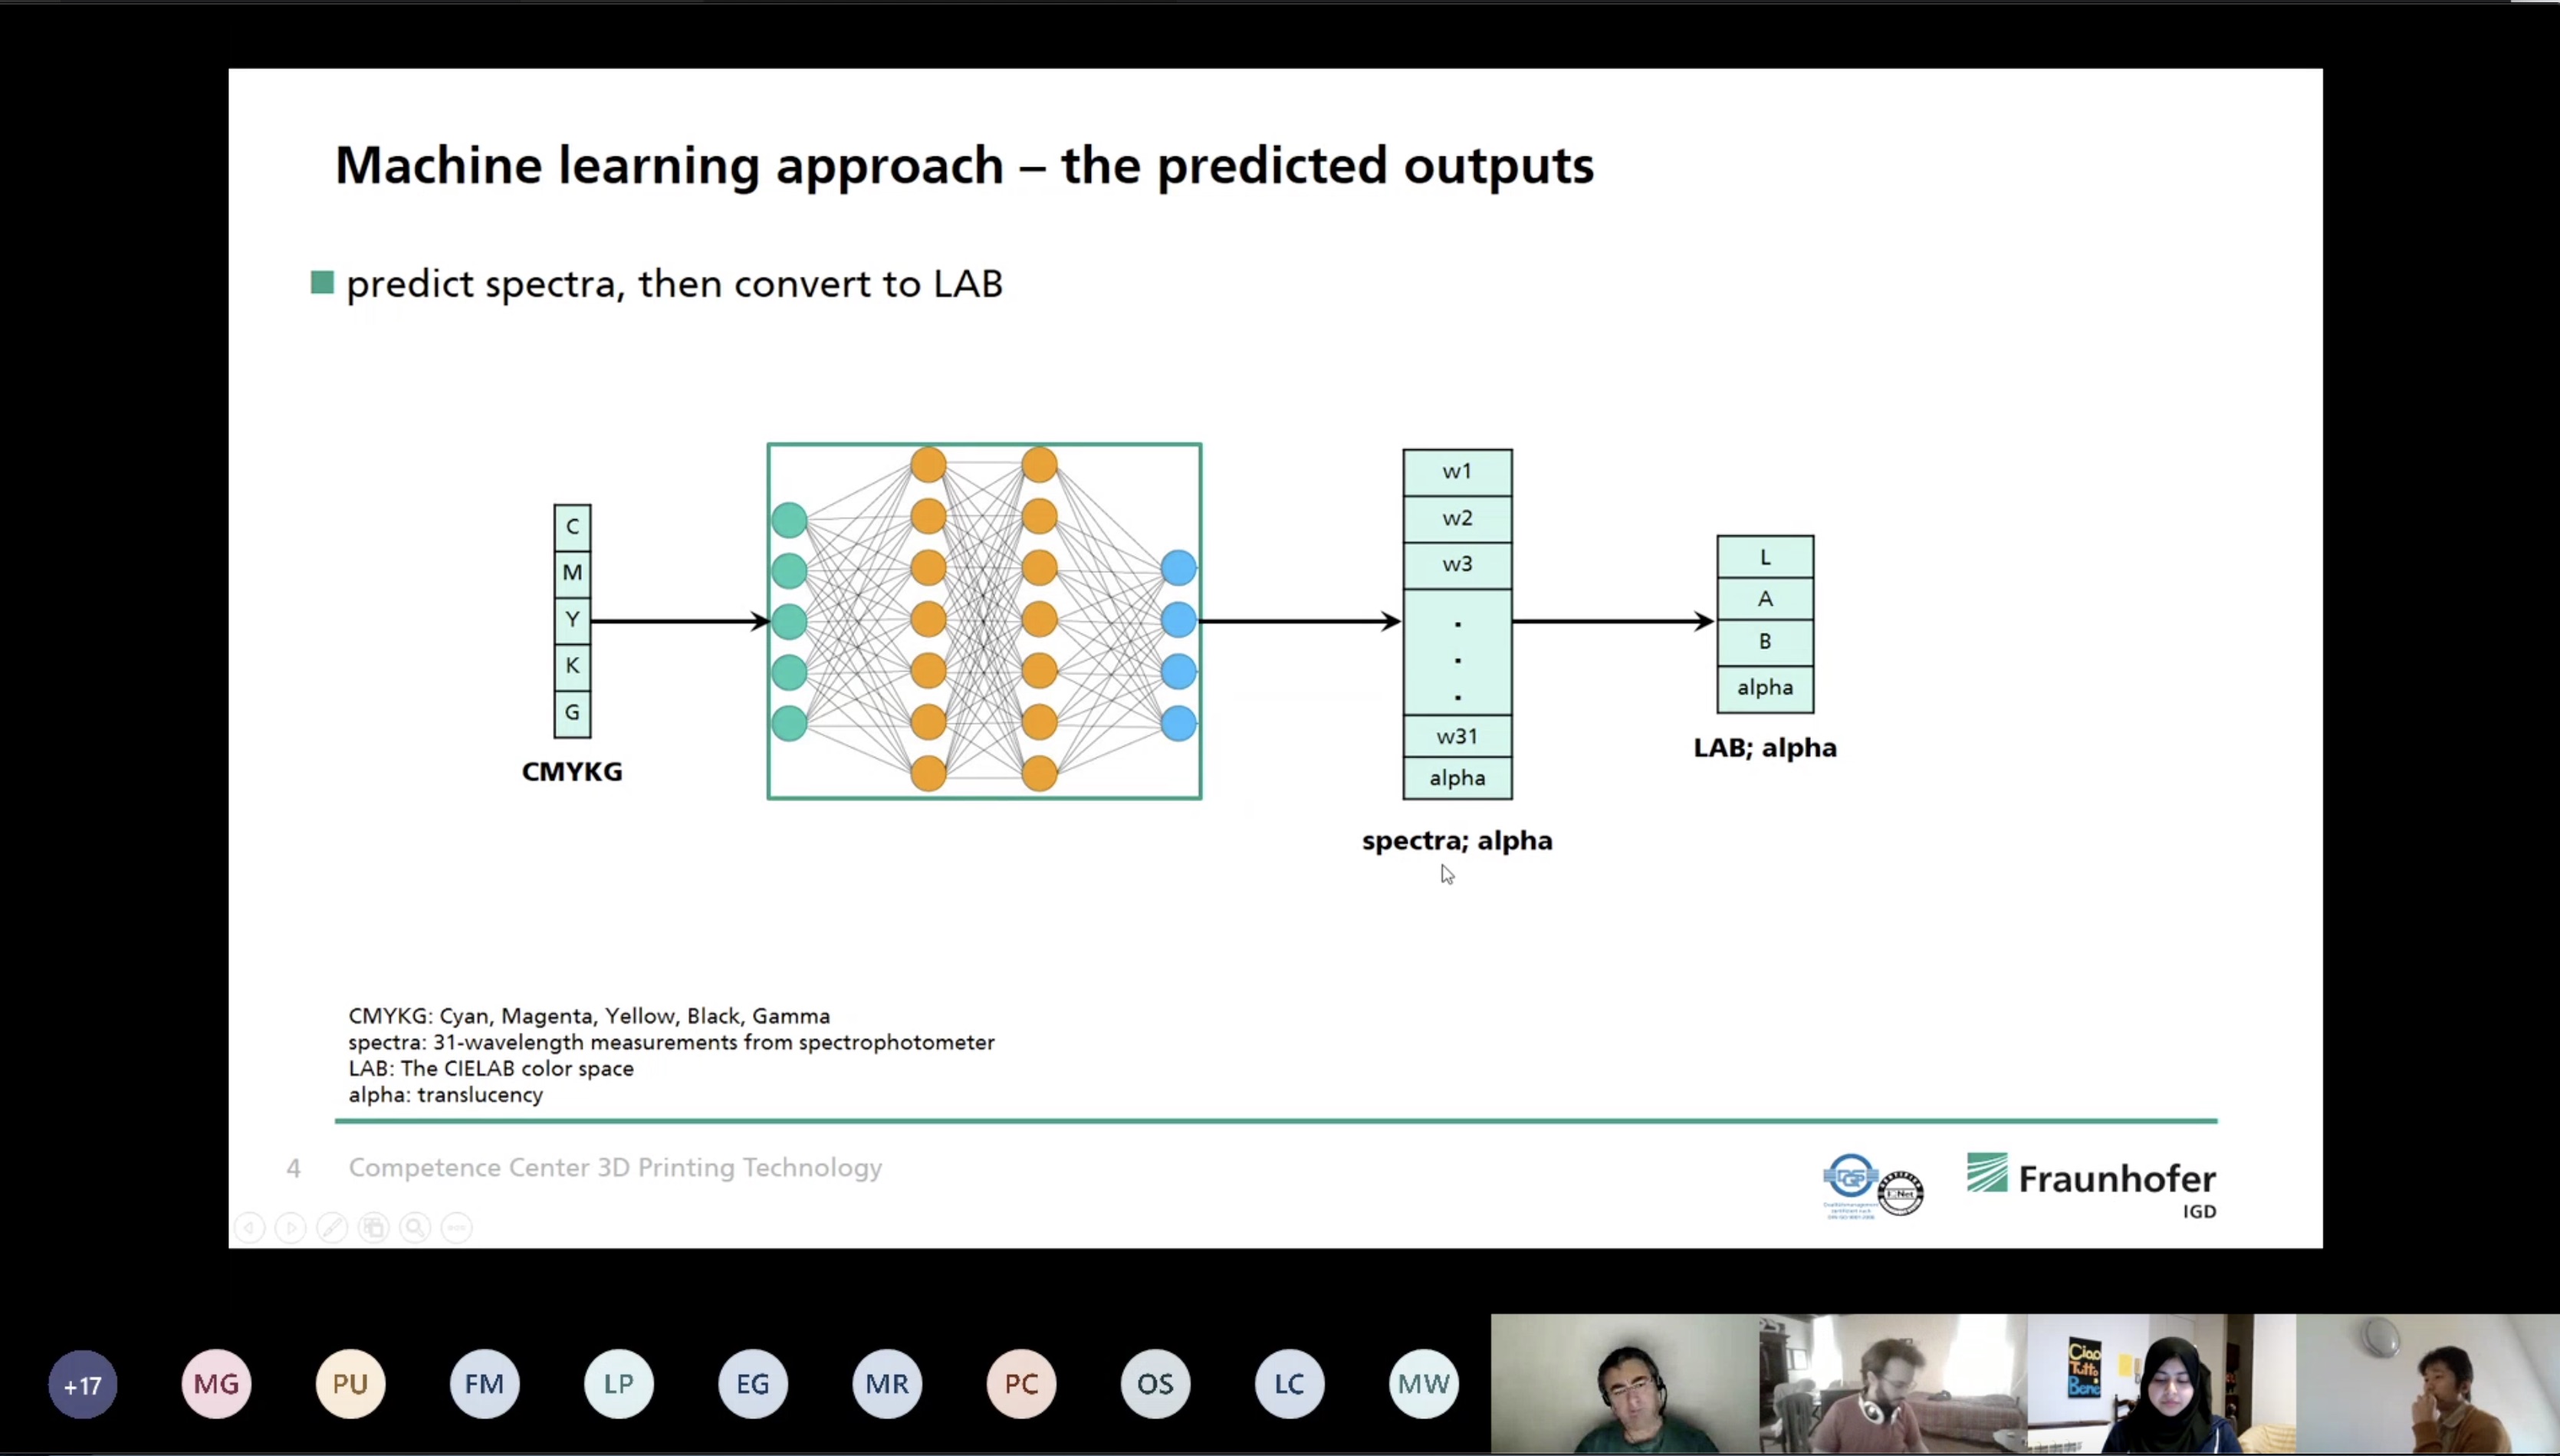 Machine learning approach – the predicted outputs
predict spectra, then convert to LAB
C
M
Y
K
G
CMYKG
w1
w2
w3
.
.
.
w31
alpha
spectra; alpha
L
A
B
alpha
LAB; alpha
CMYKG: Cyan, Magenta, Yellow, Black, Gamma
spectra: 31-wavelength measurements from spectrophotometer
LAB: The CIELAB color space
alpha: translucency
4 Competence Center 3D Printing Technology
DQS
IQNet
Fraunhofer
IGD
+17
MG
PU
FM
LP
EG
MR
PC
OS
LC
MW
Ciao
Tutto
Bene